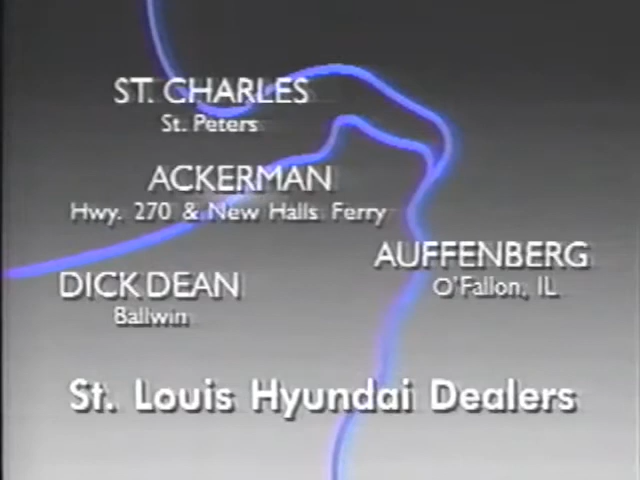 ST. CHARLES
St. Peters
ACKERMAN
Hwy. 270 & New Halls Ferry
AUFFENBERG
O'Fallon, IL
DICK DEAN
Ballwin
St. Louis Hyundai Dealers